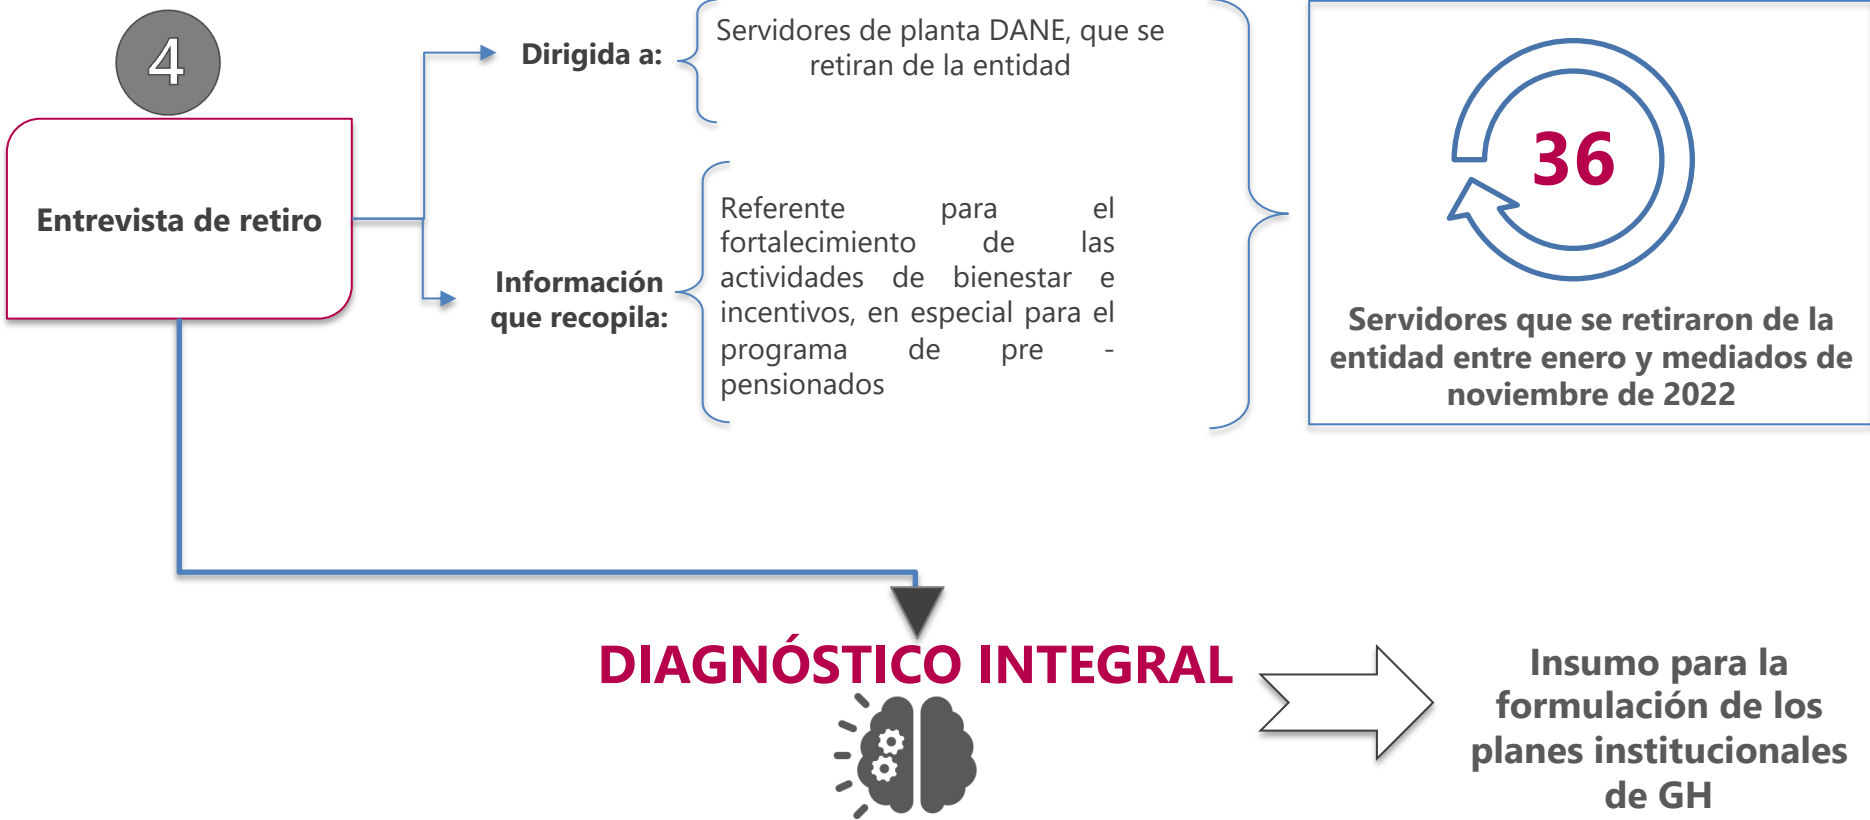 4
Entrevista de retiro
Dirigida a:
Servidores de planta DANE, que se
retiran de la entidad
Información
que recopila:
Referente para el
fortalecimiento de las
actividades de bienestar e
incentivos, en especial para el
programa de pre -
pensionados
36
Servidores que se retiraron de la
entidad entre enero y mediados de
noviembre de 2022
DIAGNÓSTICO INTEGRAL
Insumo para la
formulación de los
planes institucionales
de GH